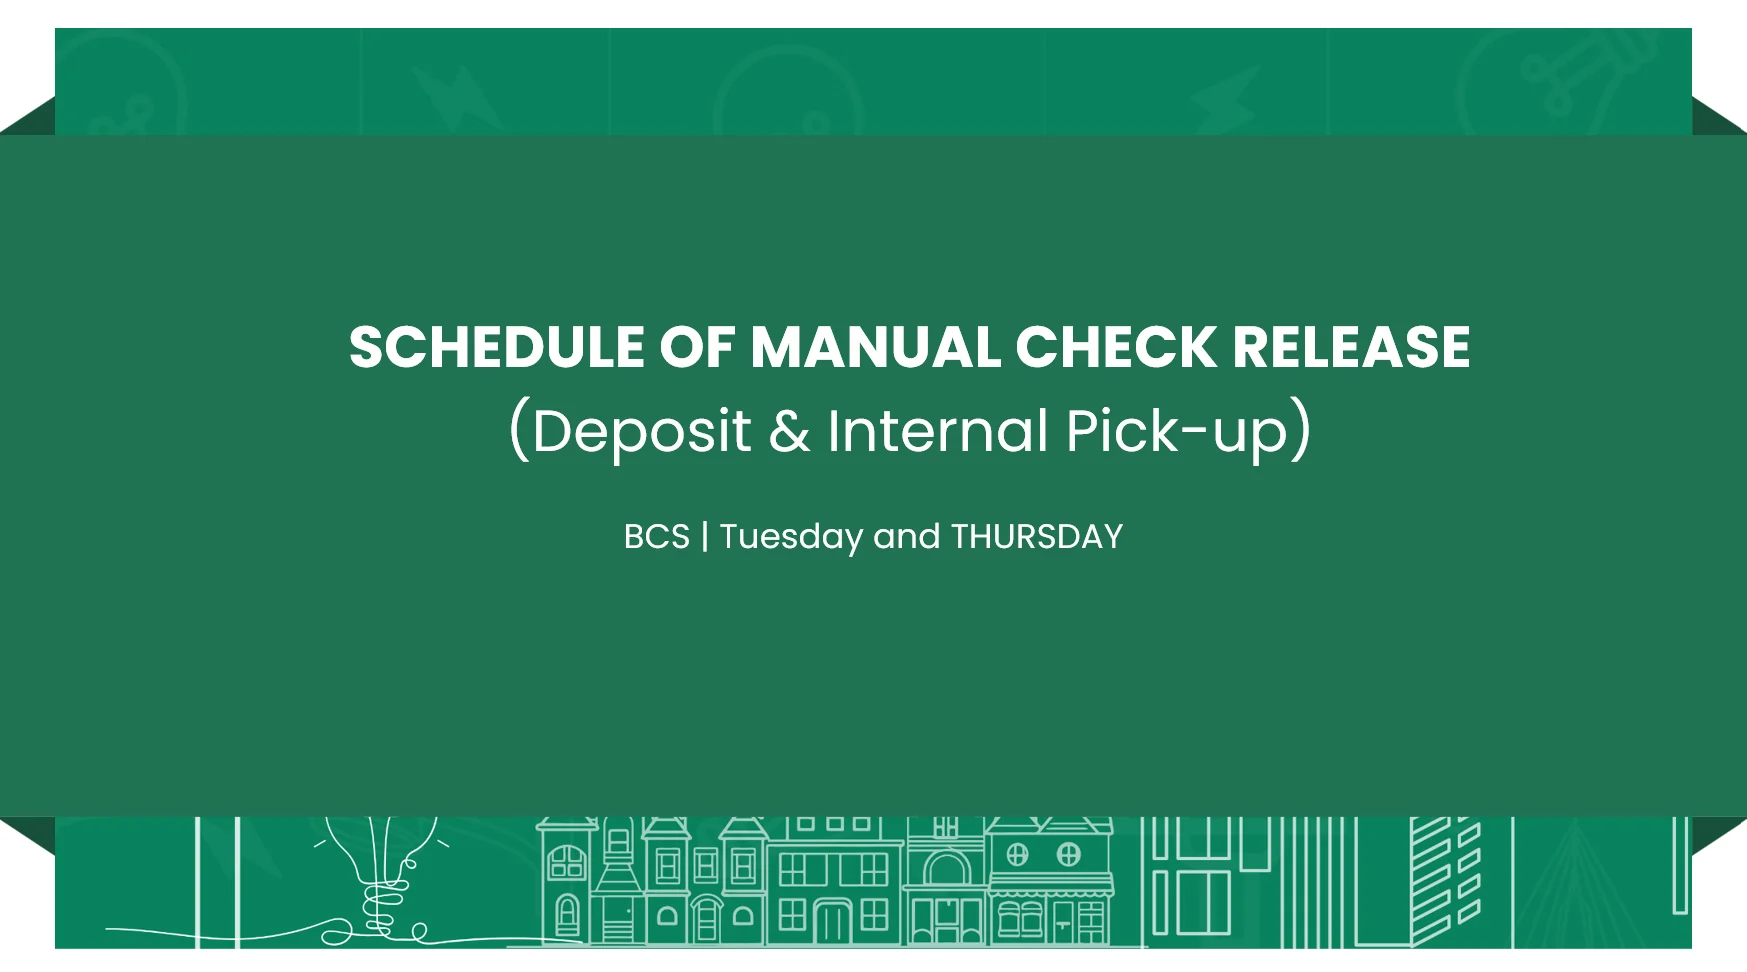 SCHEDULE OF MANUAL CHECK RELEASE
(Deposit & Internal Pick-up)
BCS | Tuesday and THURSDAY